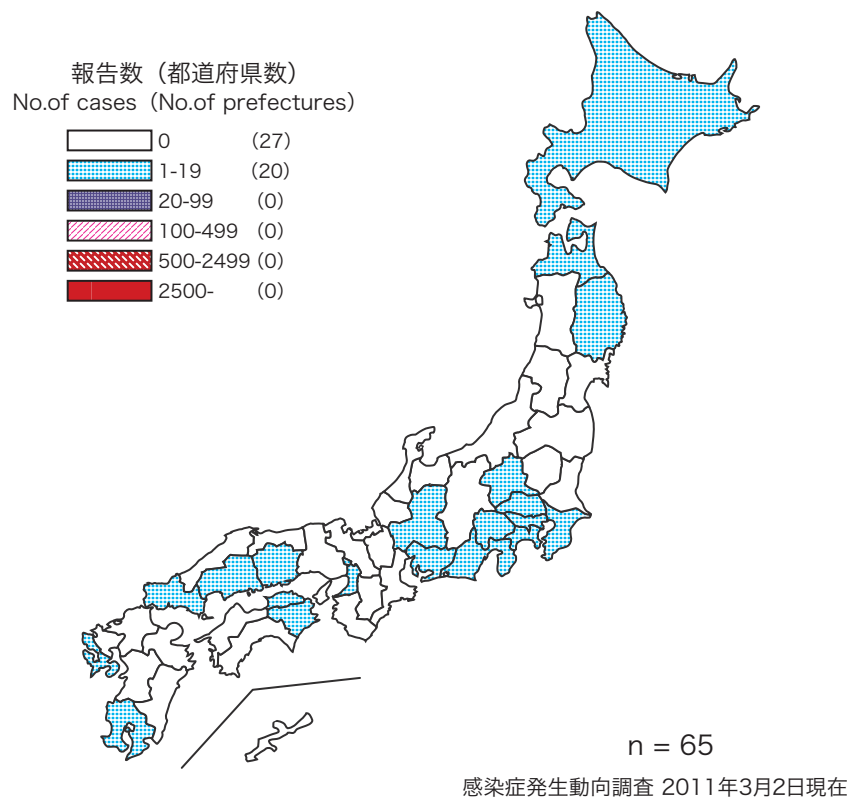 報告数（都道府県数）
No.of cases（No.of prefectures）
0 (27)
1-19 (20)
20-99 (0)
100-499 (0)
500-2499 (0)
2500- (0)
n = 65
感染症発生動向調査 2011年3月2日現在